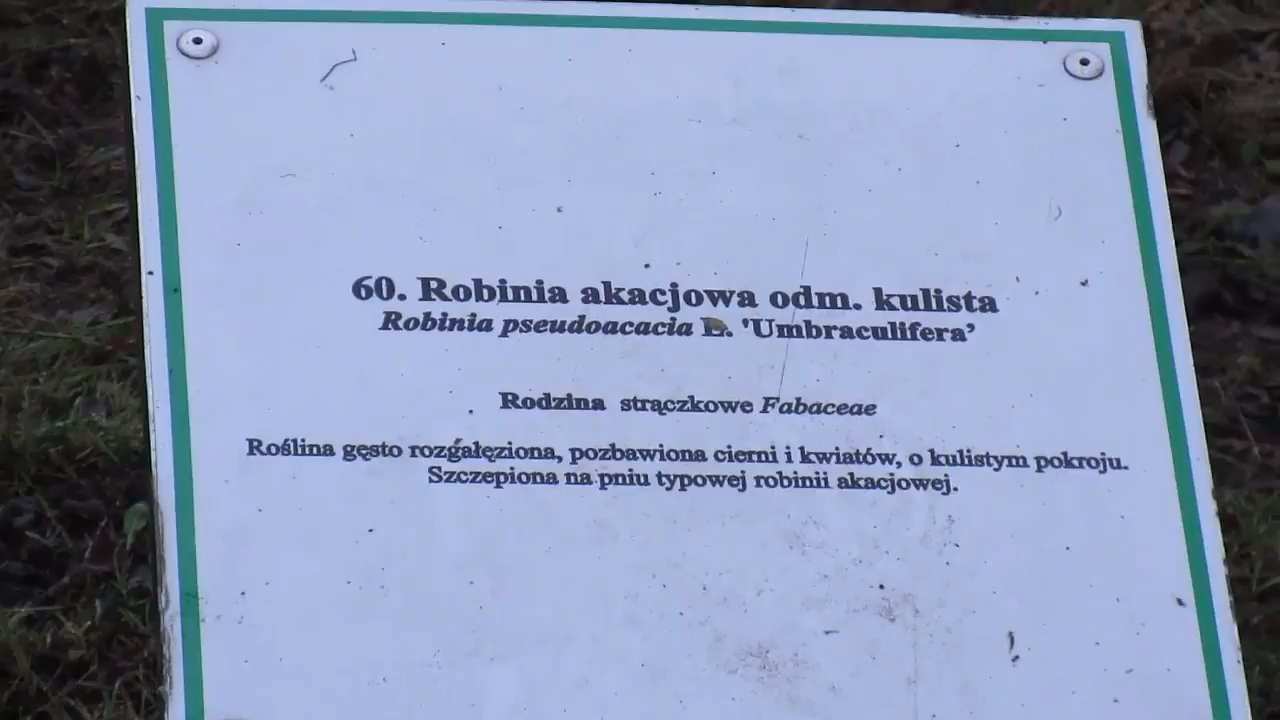 60. Robinia akacjowa odm. kulista
Robinia pseudoacacia L. 'Umbraculifera’
Rodzina strączkowe Fabaceae
Roślina gęsto rozgałęziona, pozbawiona cierni i kwiatów, o kulistym pokroju.
Szczepiona na pniu typowej robinii akacjowej.